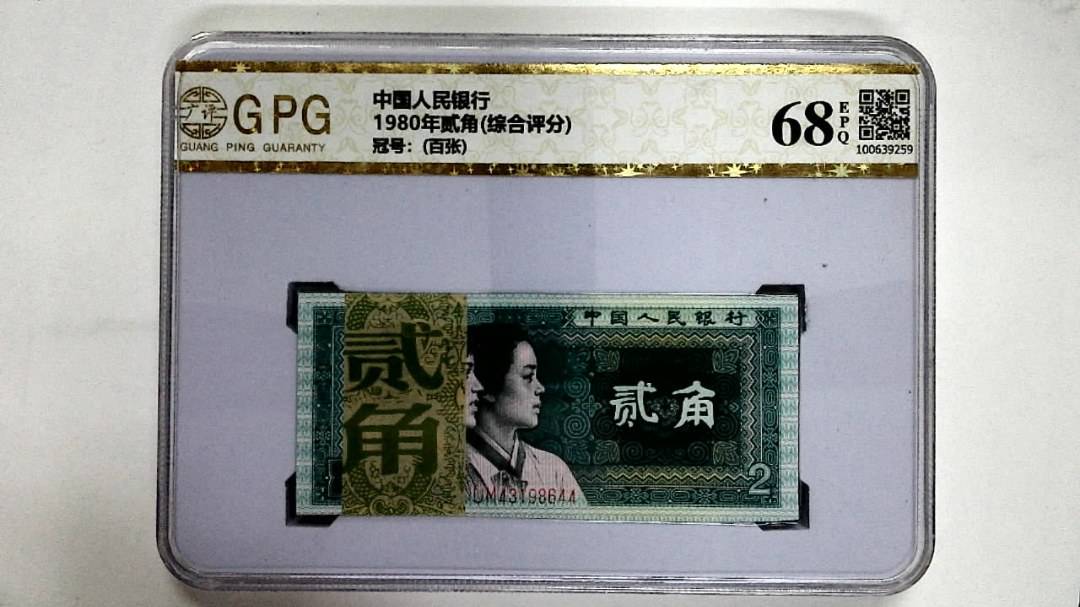 GPG
GUANG PING GUARANTY
中国人民银行
1980年贰角(综合评分)
冠号：(百张)
68
EPQ
100639259
中国人民银行
贰角
贰角
2
M43198644